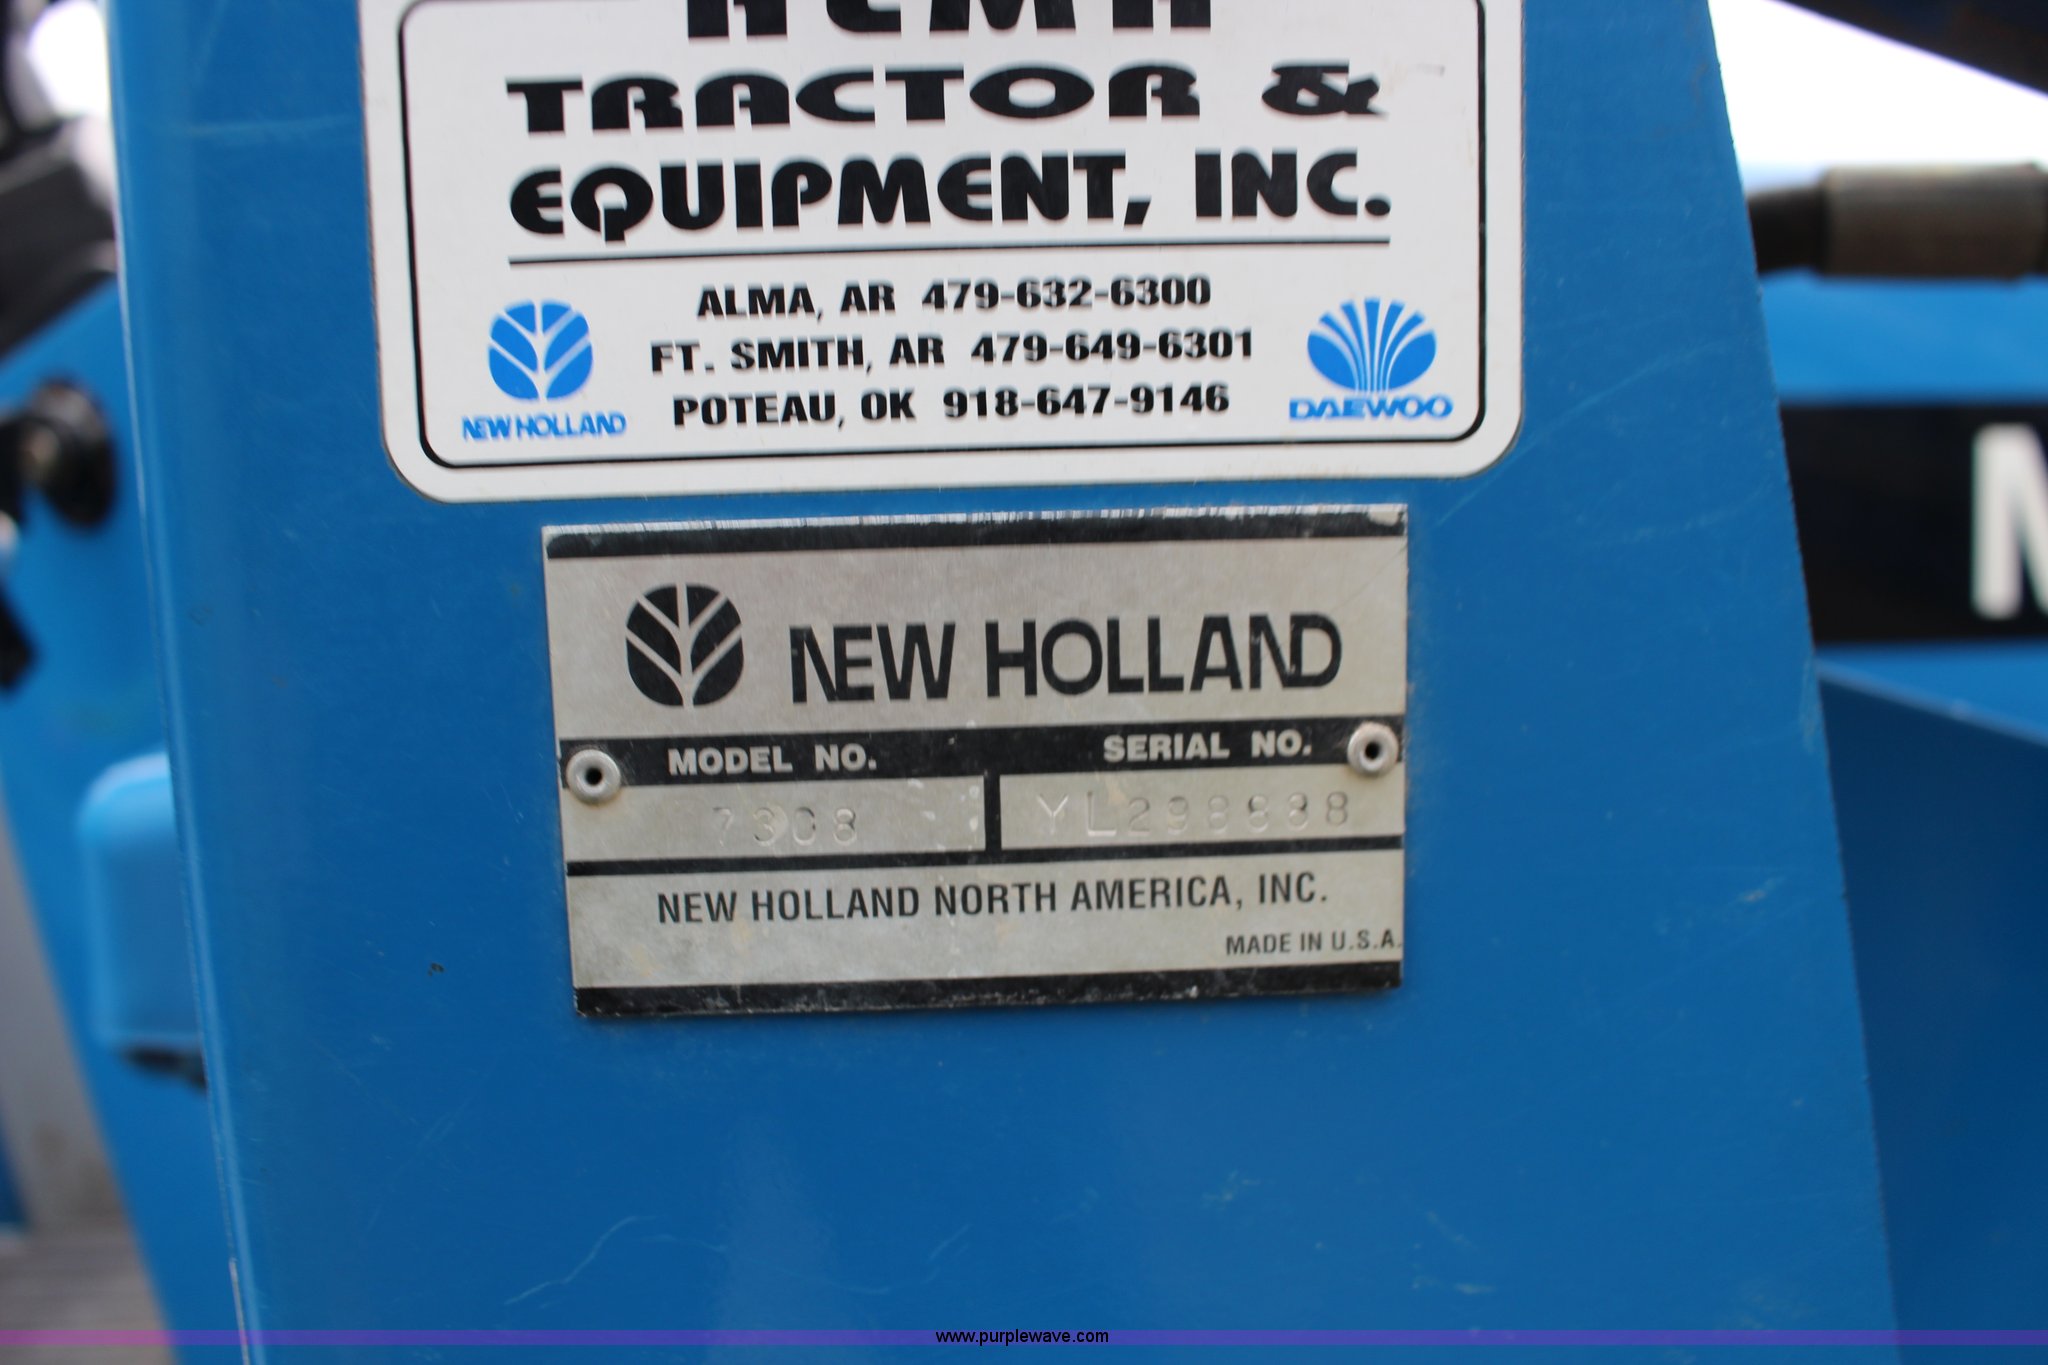 ALMA
TRACTOR &
EQUIPMENT, INC.
ALMA, AR 479-632-6300
FT. SMITH, AR 479-649-6301
POTEAU, OK 918-647-9146
NEW HOLLAND
DAEWOO
NEW HOLLAND
MODEL NO. SERIAL NO.
7308 YL298888
NEW HOLLAND NORTH AMERICA, INC.
MADE IN U.S.A.
www.purplewave.com